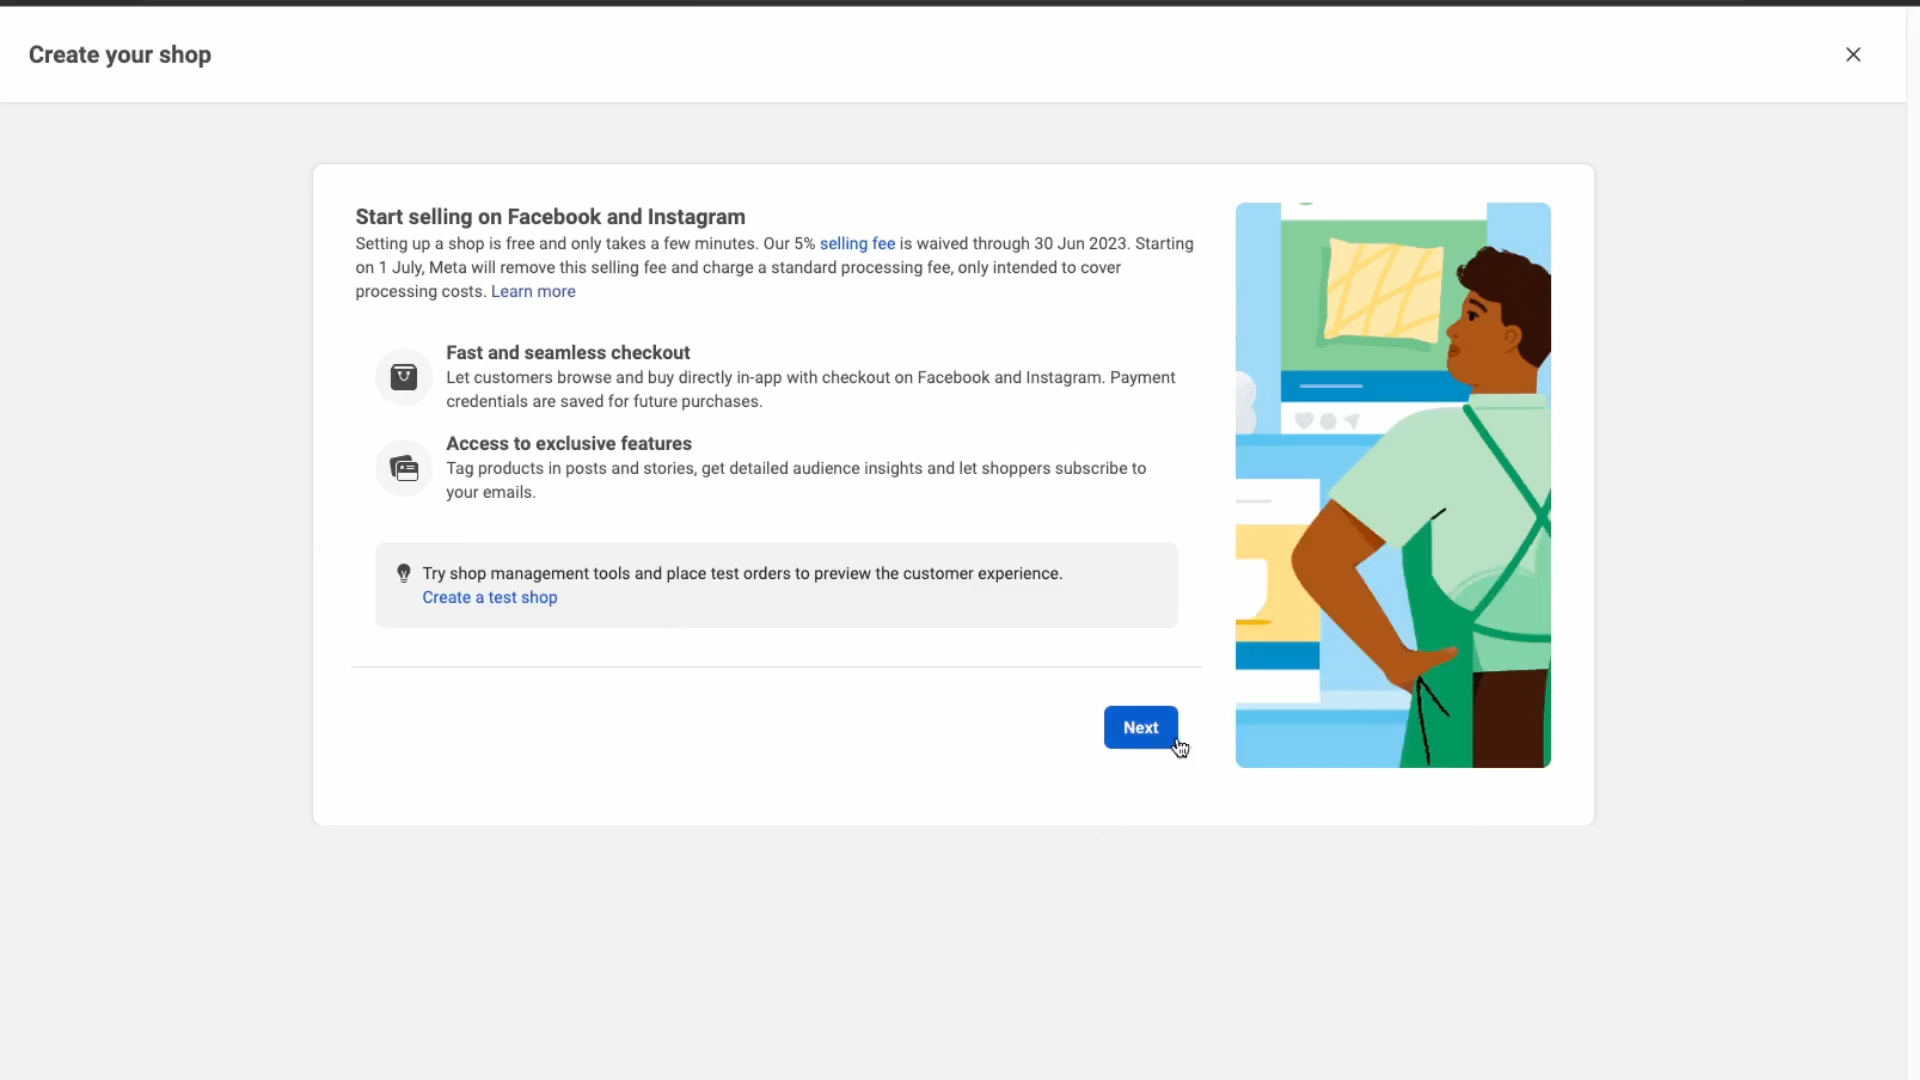 Create your shop
Start selling on Facebook and Instagram
Setting up a shop is free and only takes a few minutes. Our 5% selling fee is waived through 30 Jun 2023. Starting
on 1 July, Meta will remove this selling fee and charge a standard processing fee, only intended to cover
processing costs. Learn more
Fast and seamless checkout
Let customers browse and buy directly in-app with checkout on Facebook and Instagram. Payment
credentials are saved for future purchases.
Access to exclusive features
Tag products in posts and stories, get detailed audience insights and let shoppers subscribe to
your emails.
Try shop management tools and place test orders to preview the customer experience.
Create a test shop
Next